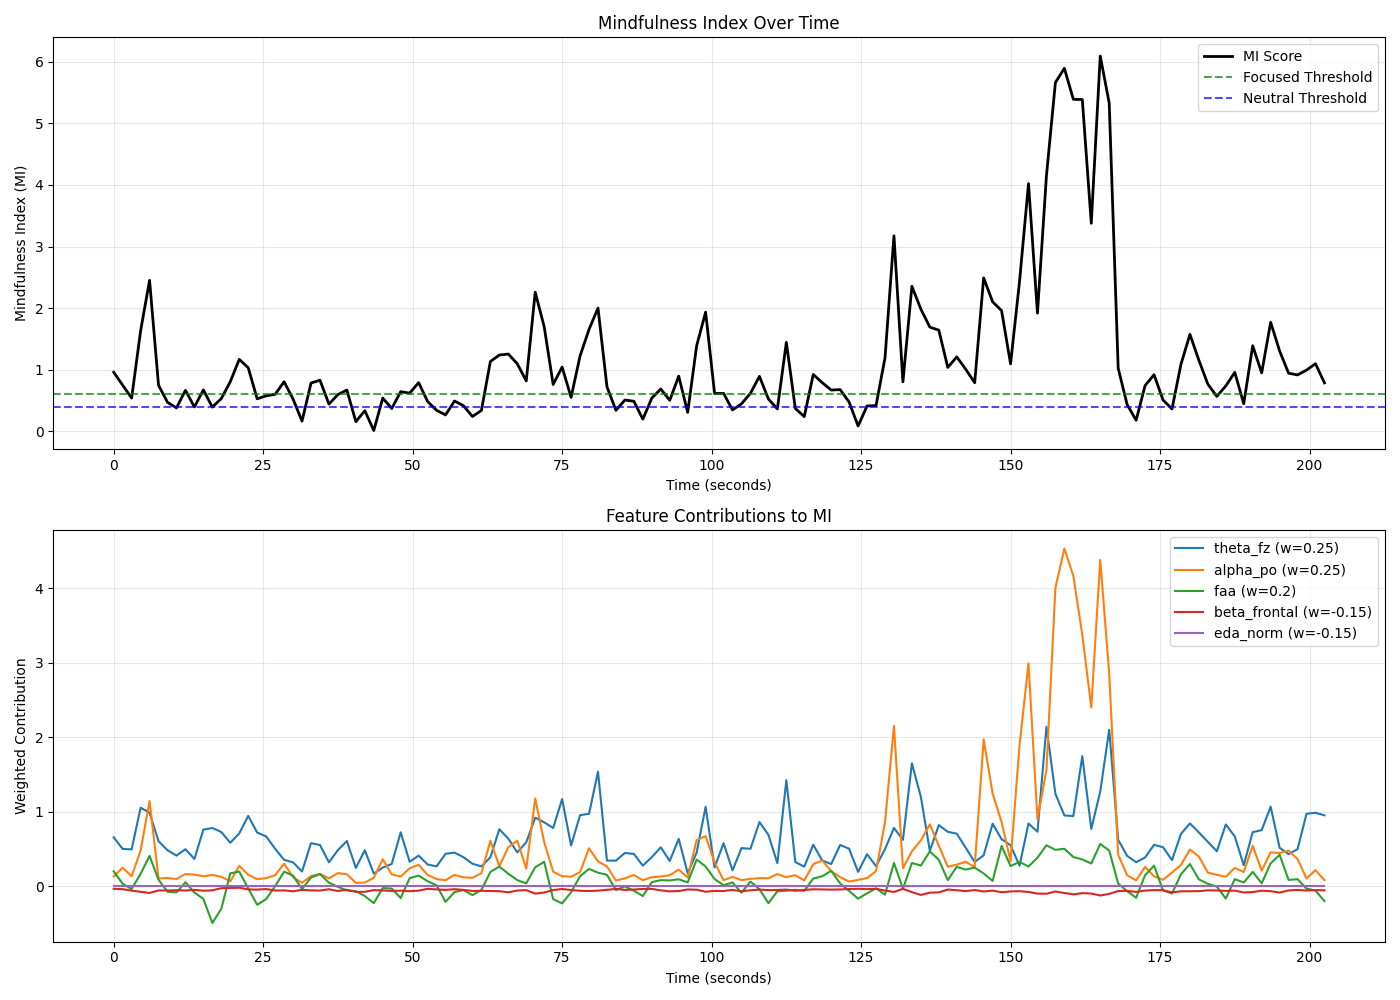 Mindfulness Index Over Time
Mindfulness Index (MI)
6
5
4
3
2
1
0
MI Score
Focused Threshold
Neutral Threshold
0 25 50 75 100 125 150 175 200
Time (seconds)
Feature Contributions to MI
Weighted Contribution
4
3
2
1
0
theta_fz (w=0.25)
alpha_po (w=0.25)
faa (w=0.2)
beta_frontal (w=-0.15)
eda_norm (w=-0.15)
0 25 50 75 100 125 150 175 200
Time (seconds)